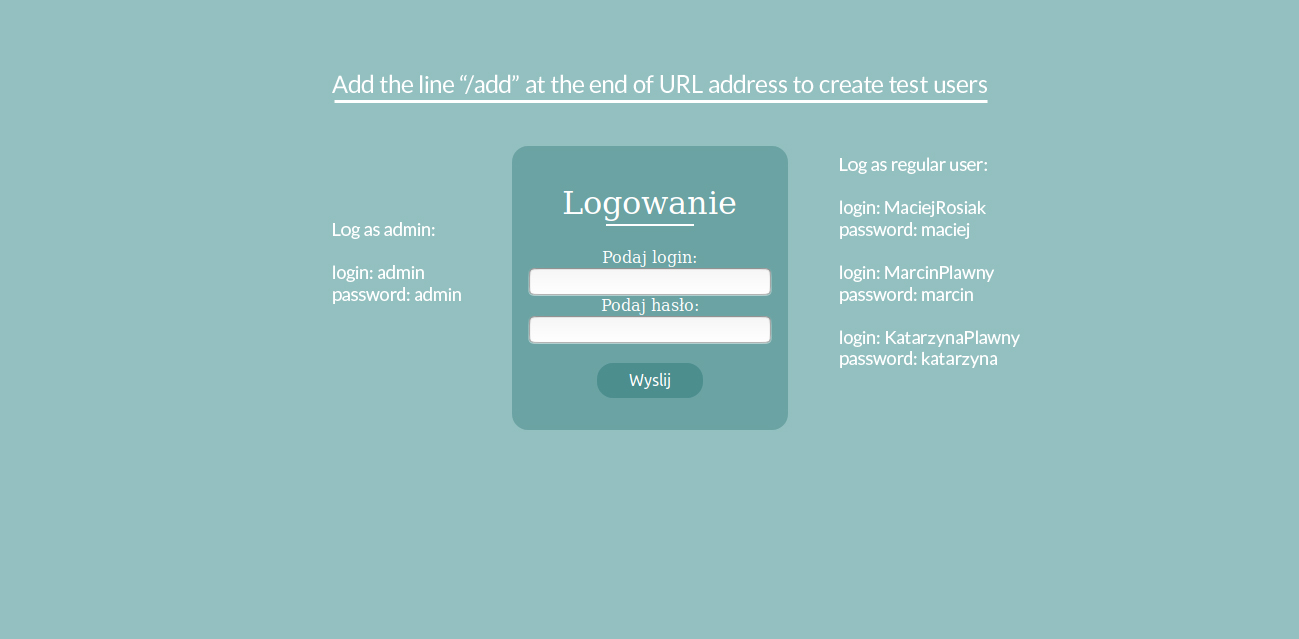 Add the line “/add” at the end of URL address to create test users
Log as admin:
login: admin
password: admin
Logowanie
Podaj login:
Podaj hasło:
Wyslij
Log as regular user:
login: MaciejRosiak
password: maciej
login: MarcinPlawny
password: marcin
login: KatarzynaPlawny
password: katarzyna